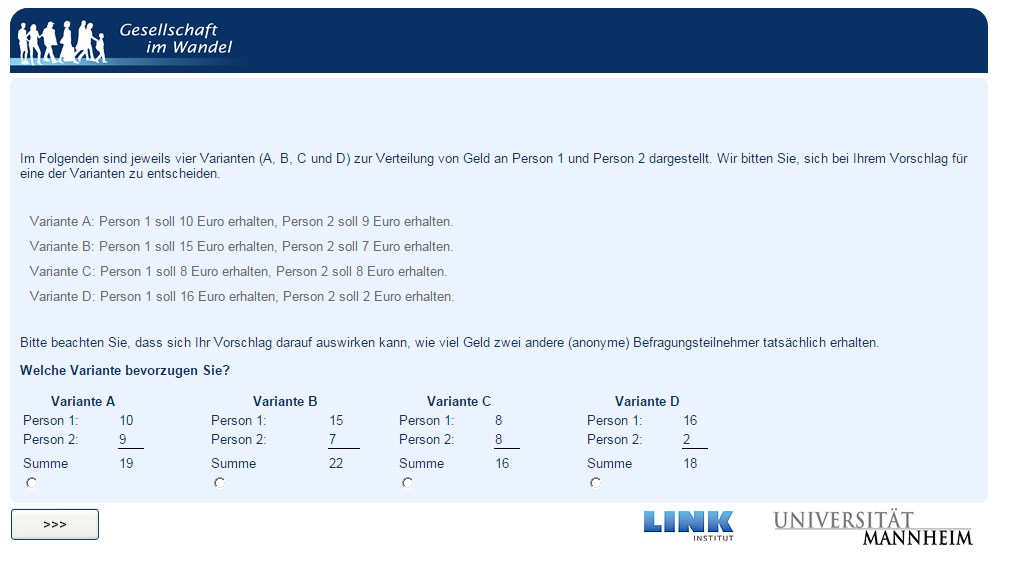 Gesellschaft
im Wandel
Im Folgenden sind jeweils vier Varianten (A, B, C und D) zur Verteilung von Geld an Person 1 und Person 2 dargestellt. Wir bitten Sie, sich bei Ihrem Vorschlag für
eine der Varianten zu entscheiden.
Variante A: Person 1 soll 10 Euro erhalten, Person 2 soll 9 Euro erhalten.
Variante B: Person 1 soll 15 Euro erhalten, Person 2 soll 7 Euro erhalten.
Variante C: Person 1 soll 8 Euro erhalten, Person 2 soll 8 Euro erhalten.
Variante D: Person 1 soll 16 Euro erhalten, Person 2 soll 2 Euro erhalten.
Bitte beachten Sie, dass sich Ihr Vorschlag darauf auswirken kann, wie viel Geld zwei andere (anonyme) Befragungsteilnehmer tatsächlich erhalten.
Welche Variante bevorzugen Sie?
Variante A Variante B Variante C Variante D
Person 1: 10 Person 1: 15 Person 1: 8 Person 1: 16
Person 2: 9 Person 2: 7 Person 2: 8 Person 2: 2
Summe 19 Summe 22 Summe 16 Summe 18
>>>
LINK
INSTITUT
UNIVERSITÄT
MANNHEIM